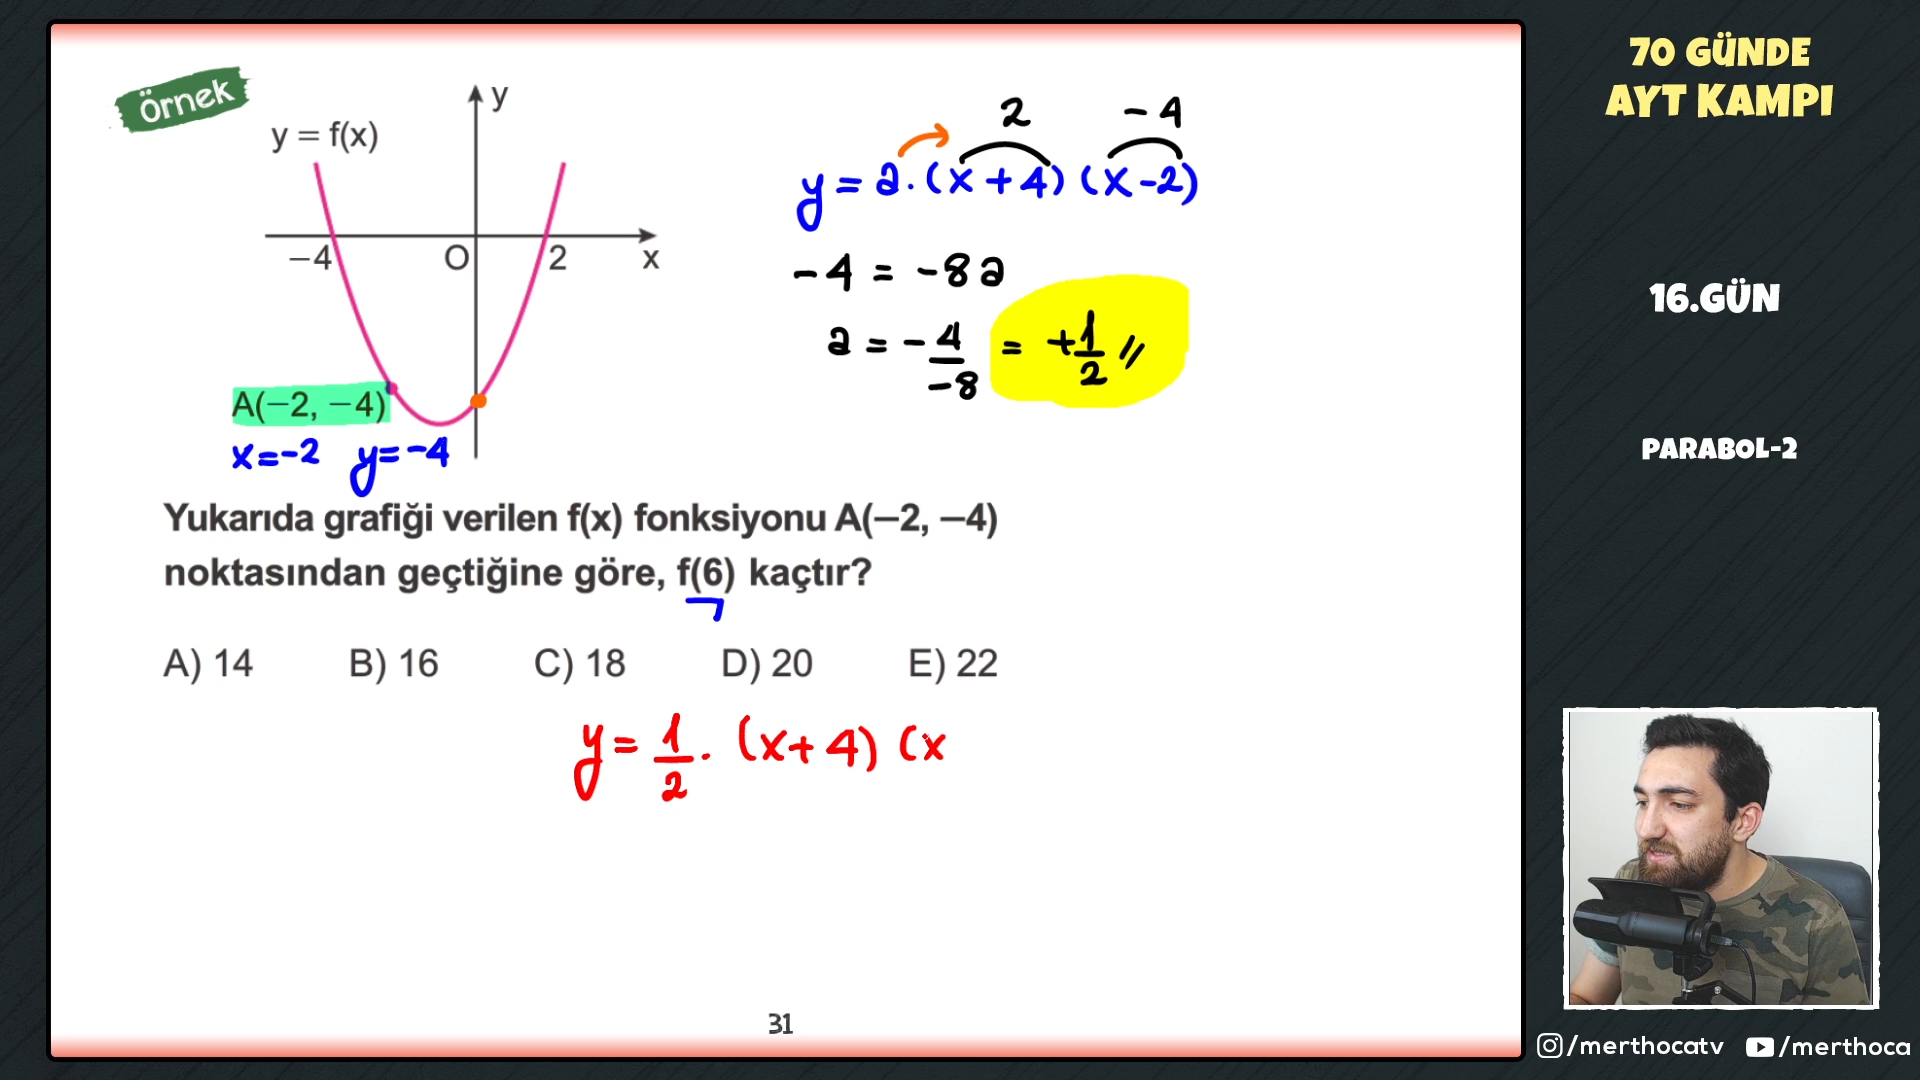 örnek
y = f(x)
y
−4
O
2
x
A(−2, −4)
x=-2 y=-4
2 -4
y = a.(x+4)(x-2)
-4 = -8a
a = -4/-8 = +1/2 //
Yukarıda grafiği verilen f(x) fonksiyonu A(−2, −4)
noktasından geçtiğine göre, f(6) kaçtır?
A) 14 B) 16 C) 18 D) 20 E) 22
y = 1/2 . (x+4) (x
31
70 GÜNDE
AYT KAMPI
16.GÜN
PARABOL-2
/merthocatv /merthoca